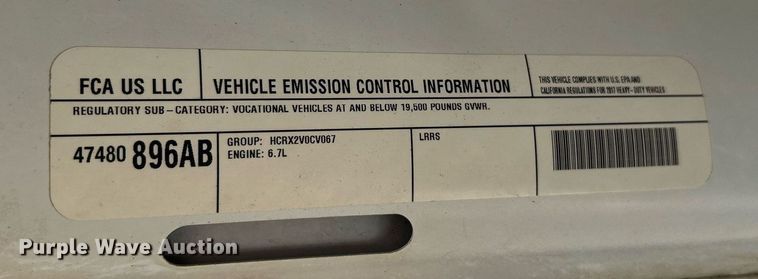 FCA US LLC
VEHICLE EMISSION CONTROL INFORMATION
THIS VEHICLE COMPLIES WITH U.S. EPA AND
CALIFORNIA REGULATIONS FOR 2017 HEAVY-DUTY VEHICLES
REGULATORY SUB-CATEGORY: VOCATIONAL VEHICLES AT AND BELOW 19,500 POUNDS GVWR.
47480 896AB
GROUP: HCRX2V0CV067
ENGINE: 6.7L
LRRS
Purple Wave Auction